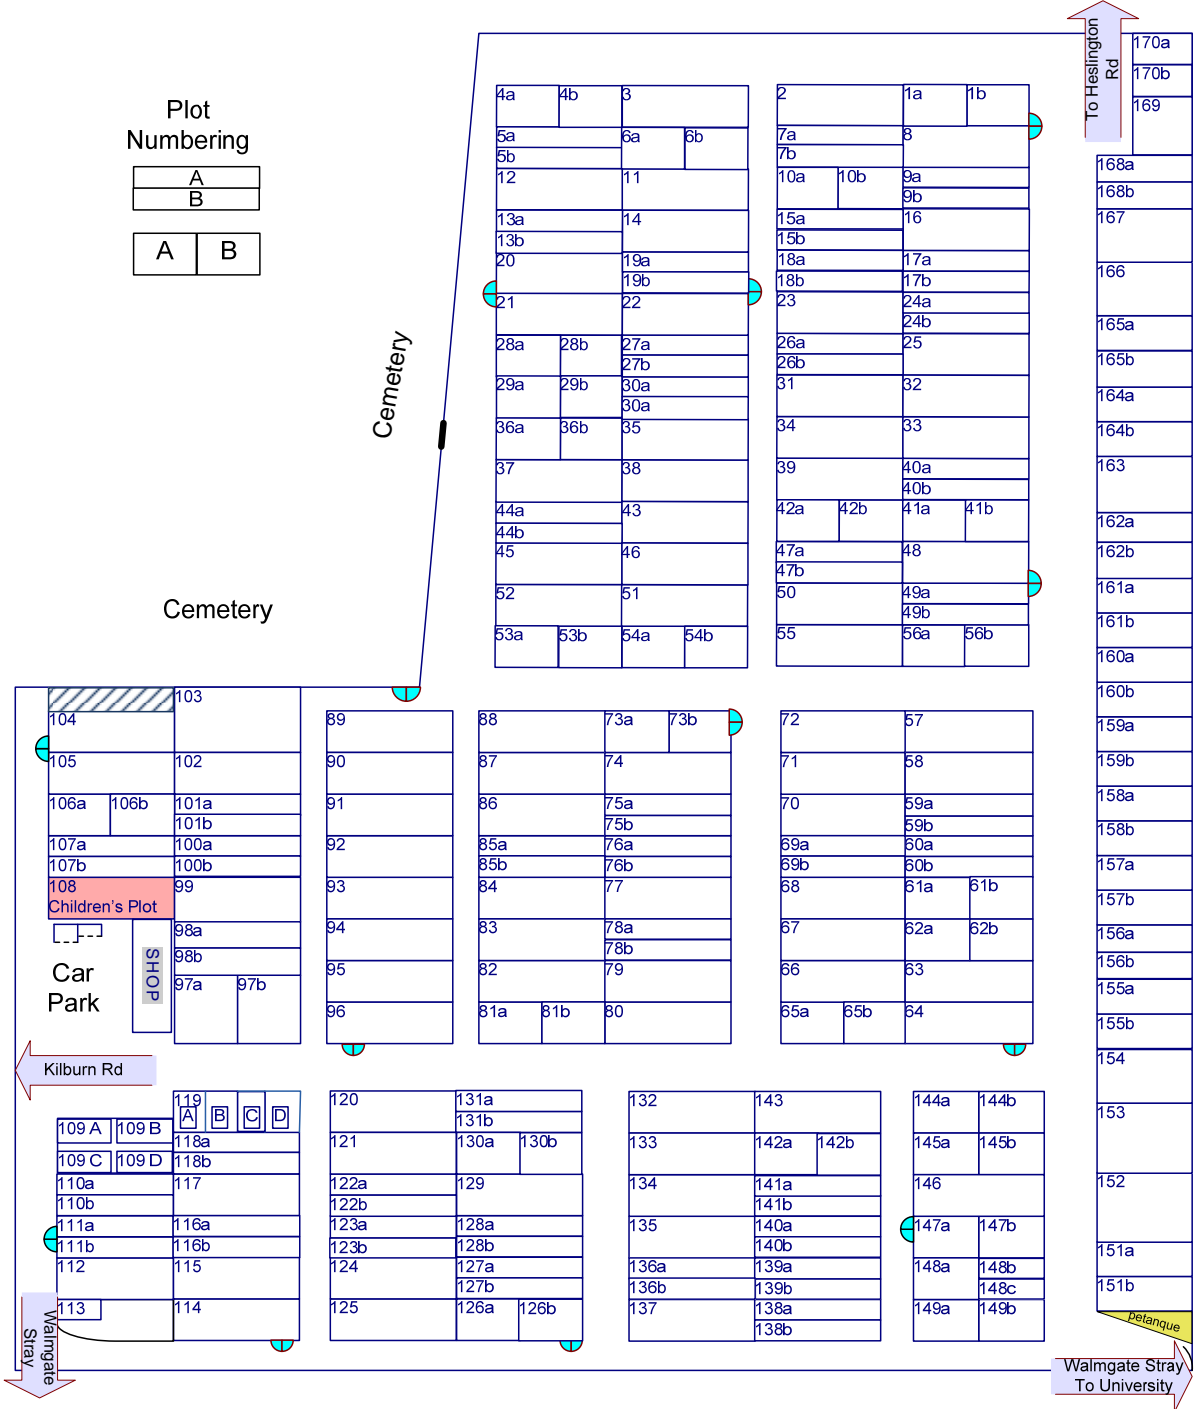 To Heslington
Rd
170a
170b
169
Plot
Numbering
A
B
A B
4a 4b 3
5a 6a 6b
5b
12 11
13a 14
13b
20 19a
19b
21 22
28a 28b 27a
27b
29a 29b 30a
30a
36a 36b 35
37 38
44a 43
44b
45 46
52 51
53a 53b 54a 54b
2 1a 1b
7a 8
7b
10a 10b 9a
9b
15a 16
15b
18a 17a
18b 17b
23 24a
24b
26a 25
26b
31 32
34 33
39 40a
40b
42a 42b 41a 41b
47a 48
47b
50 49a
49b
55 56a 56b
168a
168b
167
166
165a
165b
164a
164b
163
162a
162b
161a
161b
160a
160b
159a
159b
158a
158b
157a
157b
156a
156b
155a
155b
154
153
152
151a
151b
petanque
Cemetery
Cemetery
103
104
105 102
106a 106b 101a
101b
107a 100a
107b 100b
108 99
Children's Plot
98a
98b
97a 97b
SHOP
Car
Park
89
90
91
92
93
94
95
96
88 73a 73b
87 74
86 75a
75b
85a 76a
85b 76b
84 77
83 78a
78b
82 79
81a 81b 80
72 57
71 58
70 59a
59b
69a 60a
69b 60b
68 61a 61b
67 62a 62b
66 63
65a 65b 64
Kilburn Rd
119
A B C D
109 A 109 B
118a
109 C 109 D 118b
110a 117
110b
111a 116a
111b 116b
112 115
113 114
Walmgate
Stray
120 131a
131b
121 130a 130b
122a 129
122b
123a 128a
123b 128b
124 127a
127b
125 126a 126b
132 143
133 142a 142b
134 141a
141b
135 140a
140b
136a 139a
136b 139b
137 138a
138b
144a 144b
145a 145b
146
147a 147b
148a 148b
148c
149a 149b
Walmgate Stray
To University